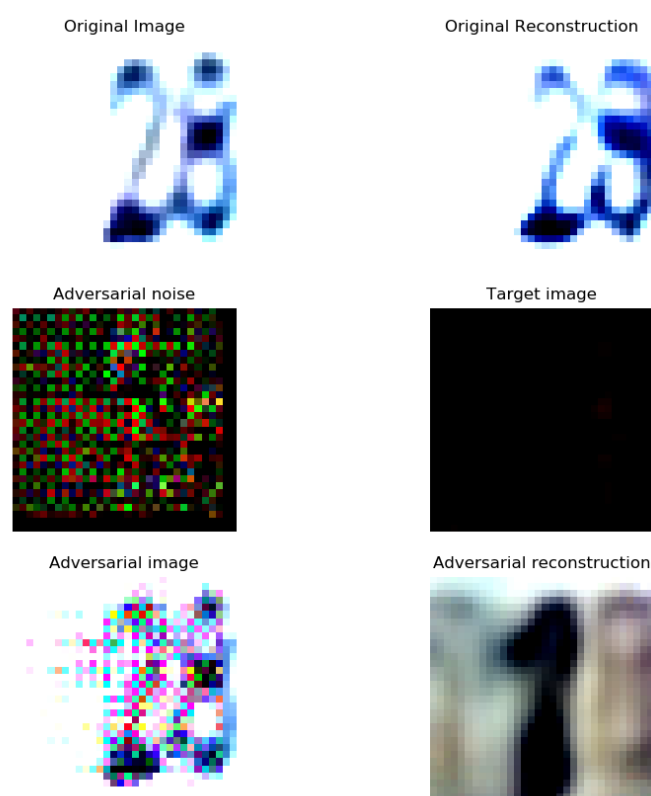 Original Image
Original Reconstruction
Adversarial noise
Target image
Adversarial image
Adversarial reconstruction